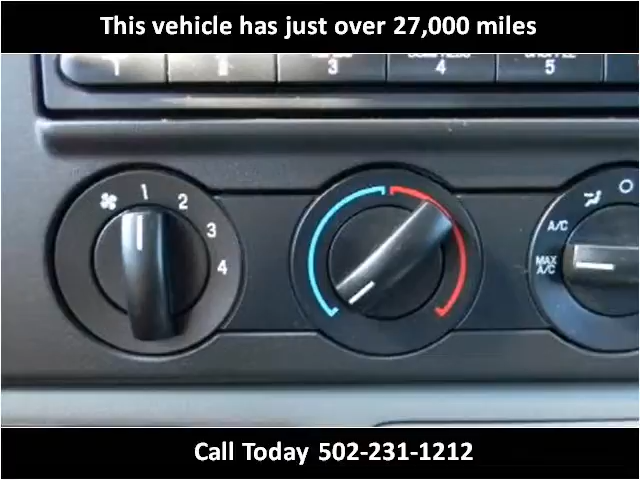 This vehicle has just over 27,000 miles
1 2 3 4 5
1 2 3 4
A/C
MAX A/C
Call Today 502-231-1212